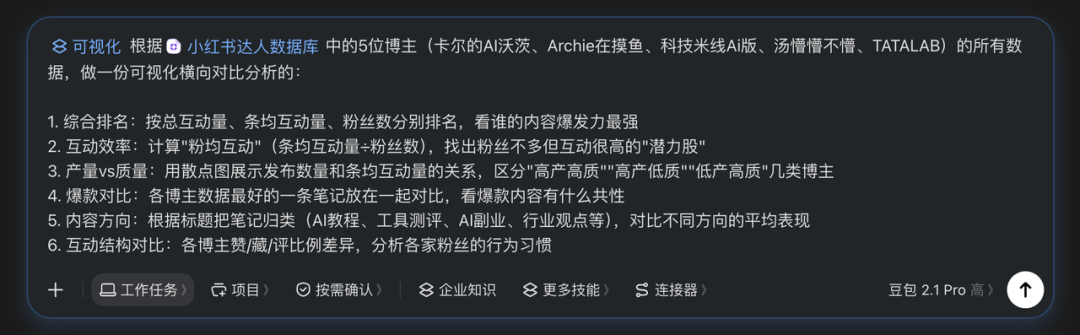 可视化 根据 小红书达人数据库 中的5位博主（卡尔的AI沃茨、Archie在摸鱼、科技米线Ai版、汤懵懵不懵、TATALAB）的所有数
据，做一份可视化横向对比分析的：
1. 综合排名：按总互动量、条均互动量、粉丝数分别排名，看谁的内容爆发力最强
2. 互动效率：计算"粉均互动"（条均互动量÷粉丝数），找出粉丝不多但互动很高的"潜力股"
3. 产量vs质量：用散点图展示发布数量和条均互动量的关系，区分"高产高质""高产低质""低产高质"几类博主
4. 爆款对比：各博主数据最好的一条笔记放在一起对比，看爆款内容有什么共性
5. 内容方向：根据标题把笔记归类（AI教程、工具测评、AI副业、行业观点等），对比不同方向的平均表现
6. 互动结构对比：各博主赞/藏/评比例差异，分析各家粉丝的行为习惯
工作任务 项目 按需确认 企业知识 更多技能 连接器 豆包 2.1 Pro 高